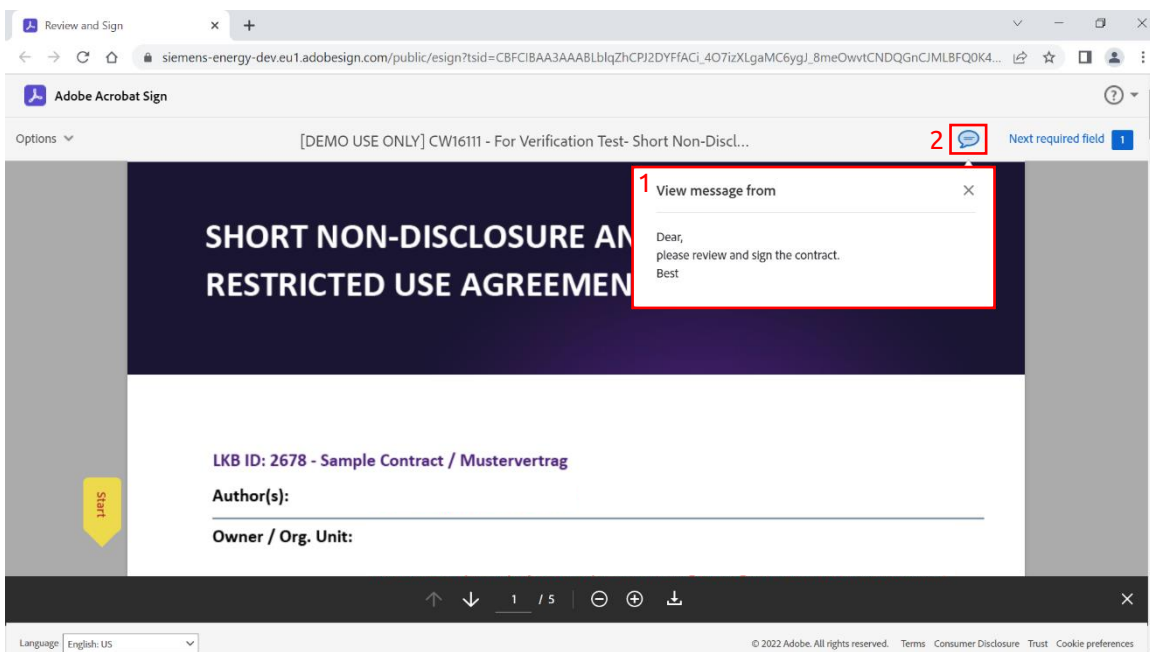 Review and Sign
siemens-energy-dev.eu1.adobesign.com/public/esign?tsid=CBFCIBAA3AAABLblqZhCPJ2DYFfACi_4O7izXLgaMC6ygJ_8meOwvtCNDQGnCJMLBFQ0K4...
Adobe Acrobat Sign
Options
[DEMO USE ONLY] CW16111 - For Verification Test- Short Non-Discl...
2
Next required field 1
1
View message from
Dear,
please review and sign the contract.
Best
SHORT NON-DISCLOSURE AN
RESTRICTED USE AGREEMEN
LKB ID: 2678 - Sample Contract / Mustervertrag
Author(s):
Start
Owner / Org. Unit:
1 / 5
Language English: US
© 2022 Adobe. All rights reserved. Terms Consumer Disclosure Trust Cookie preferences